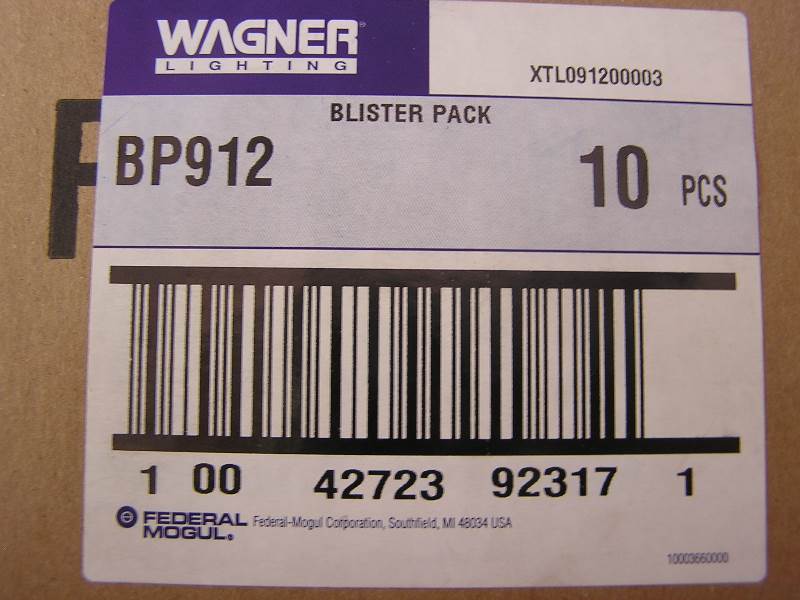 WAGNER®
LIGHTING
XTL091200003
BLISTER PACK
BP912
10 PCS
1 00 42723 92317 1
FEDERAL MOGUL®
Federal-Mogul Corporation, Southfield, MI 48034 USA
10003660000